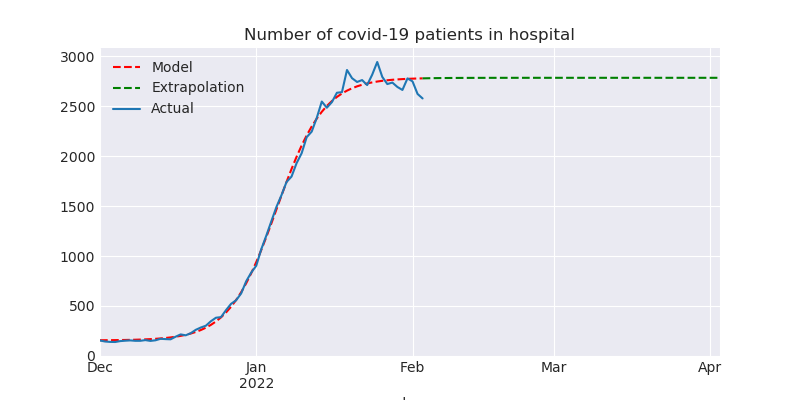 Number of covid-19 patients in hospital
Model
Extrapolation
Actual
3000
2500
2000
1500
1000
500
0
Dec
Jan
2022
Feb
Mar
Apr